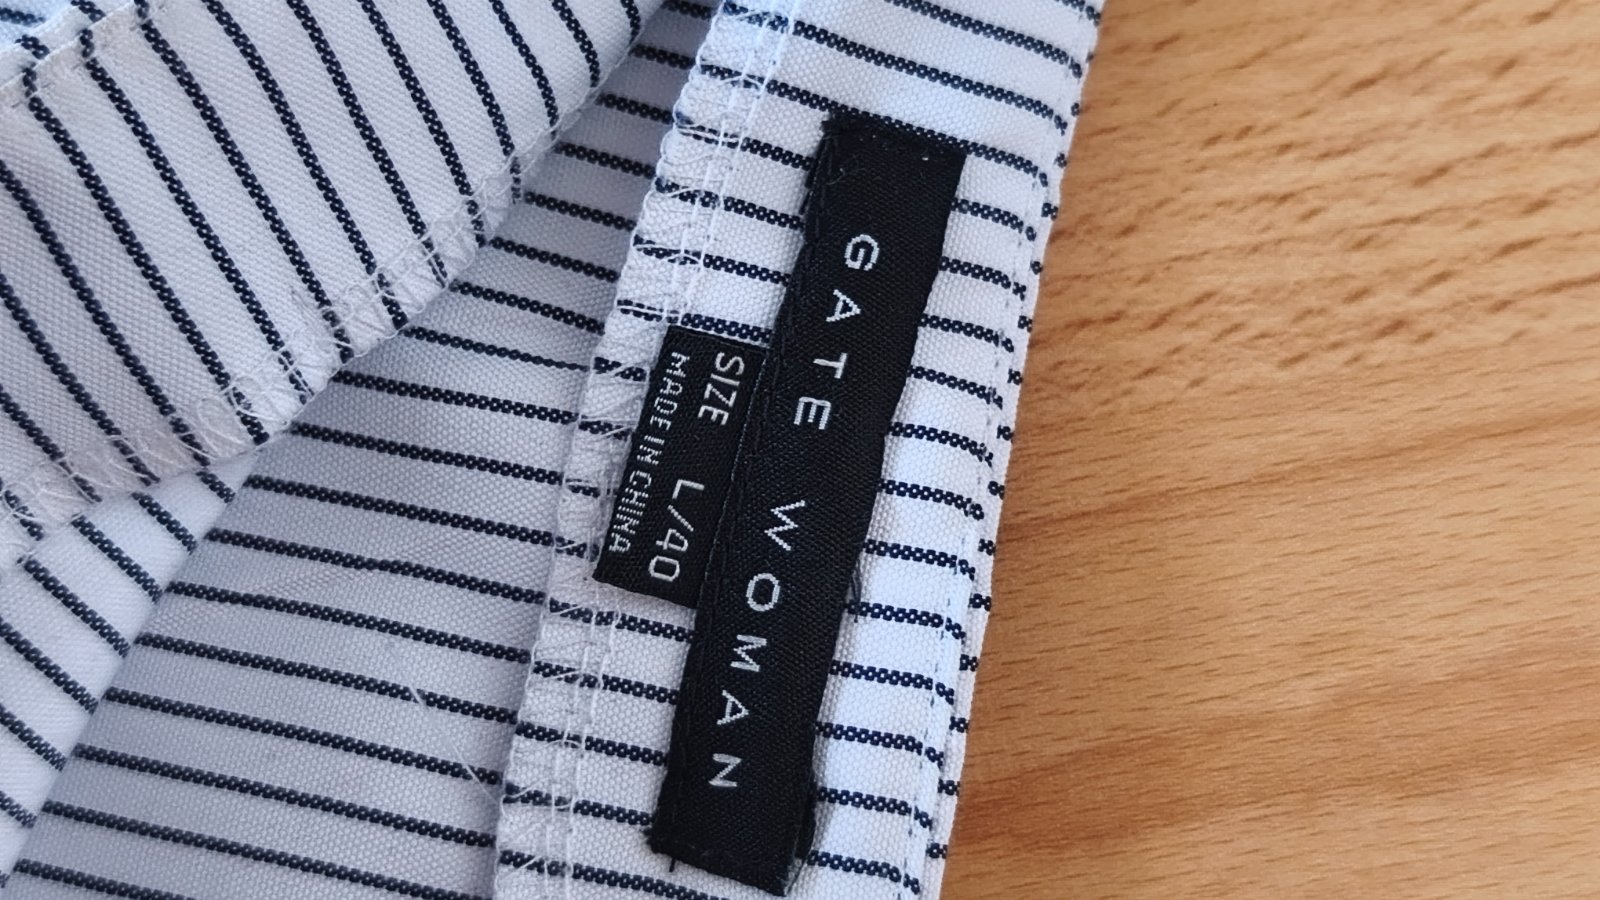 GATE WOMAN
SIZE L/40
MADE IN CHINA